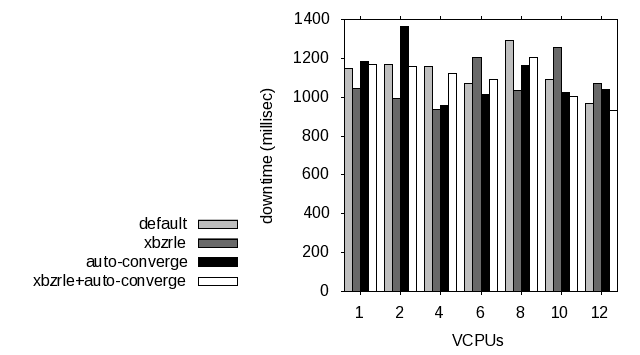 1400
1200
1000
800
600
400
200
0
downtime (millisec)
default
xbzrle
auto-converge
xbzrle+auto-converge
1 2 4 6 8 10 12
VCPUs